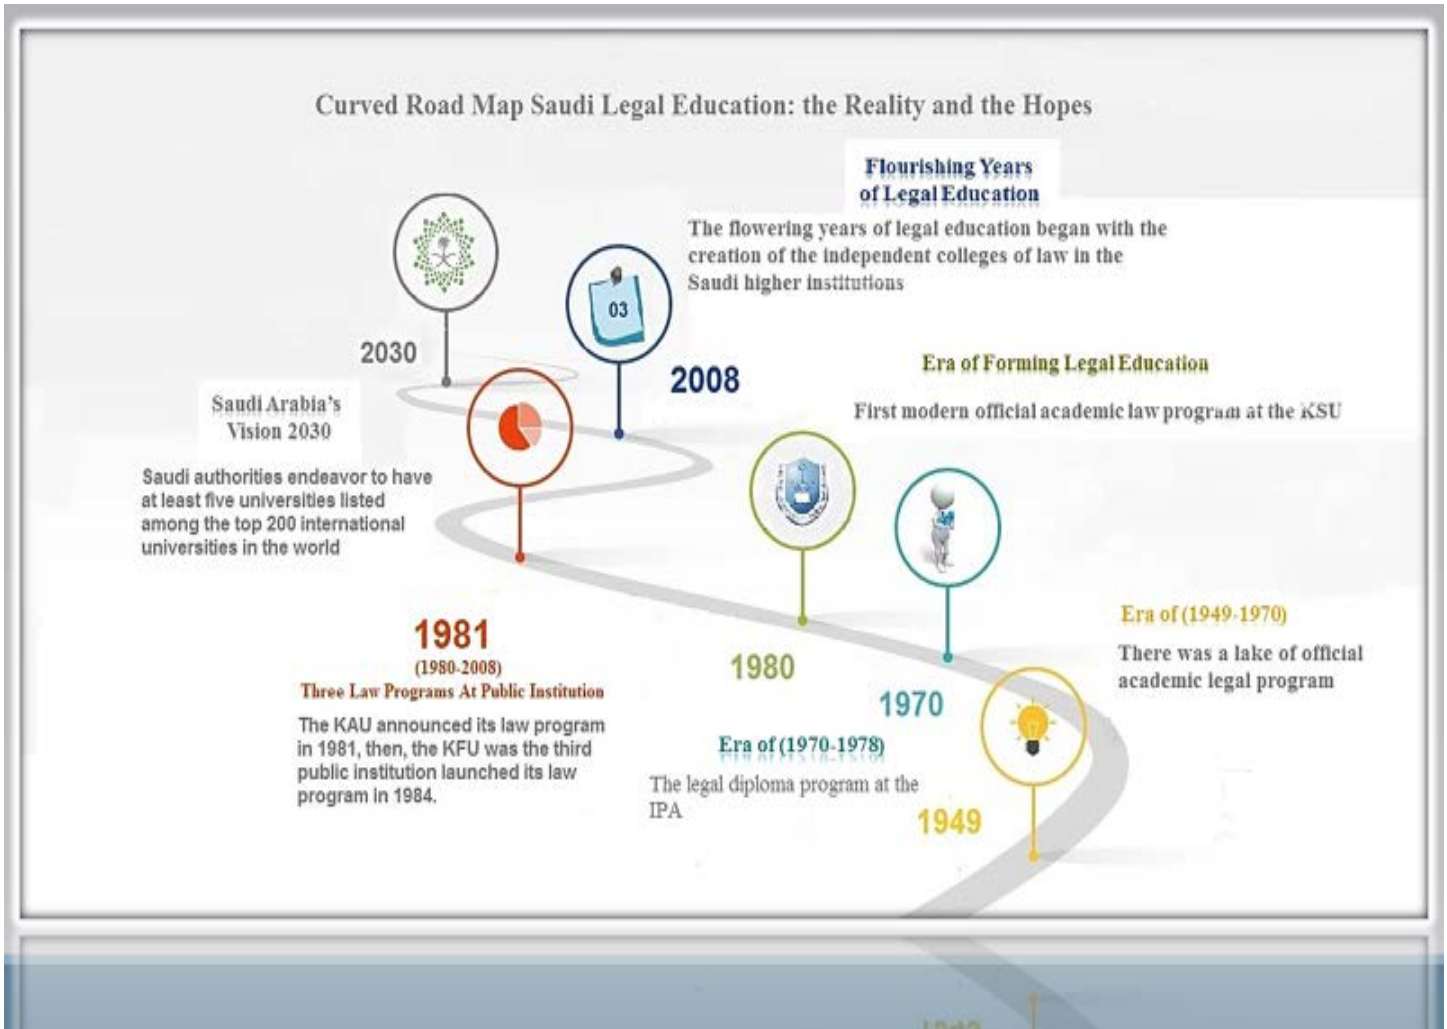 Curved Road Map Saudi Legal Education: the Reality and the Hopes
Flourishing Years
of Legal Education
The flowering years of legal education began with the
creation of the independent colleges of law in the
Saudi higher institutions
03
2030
2008
Saudi Arabia's
Vision 2030
Saudi authorities endeavor to have
at least five universities listed
among the top 200 international
universities in the world
Era of Forming Legal Education
First modern official academic law program at the KSU
1981
(1980-2008)
Three Law Programs At Public Institution
The KAU announced its law program
in 1981, then, the KFU was the third
public institution launched its law
program in 1984.
1980
1970
Era of (1970-1978)
The legal diploma program at the
IPA
Era of (1949-1970)
There was a lake of official
academic legal program
1949